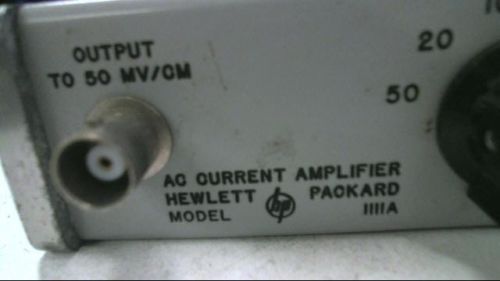 OUTPUT
TO 50 MV/CM
20
50
AC CURRENT AMPLIFIER
HEWLETT hp PACKARD
MODEL 1111A